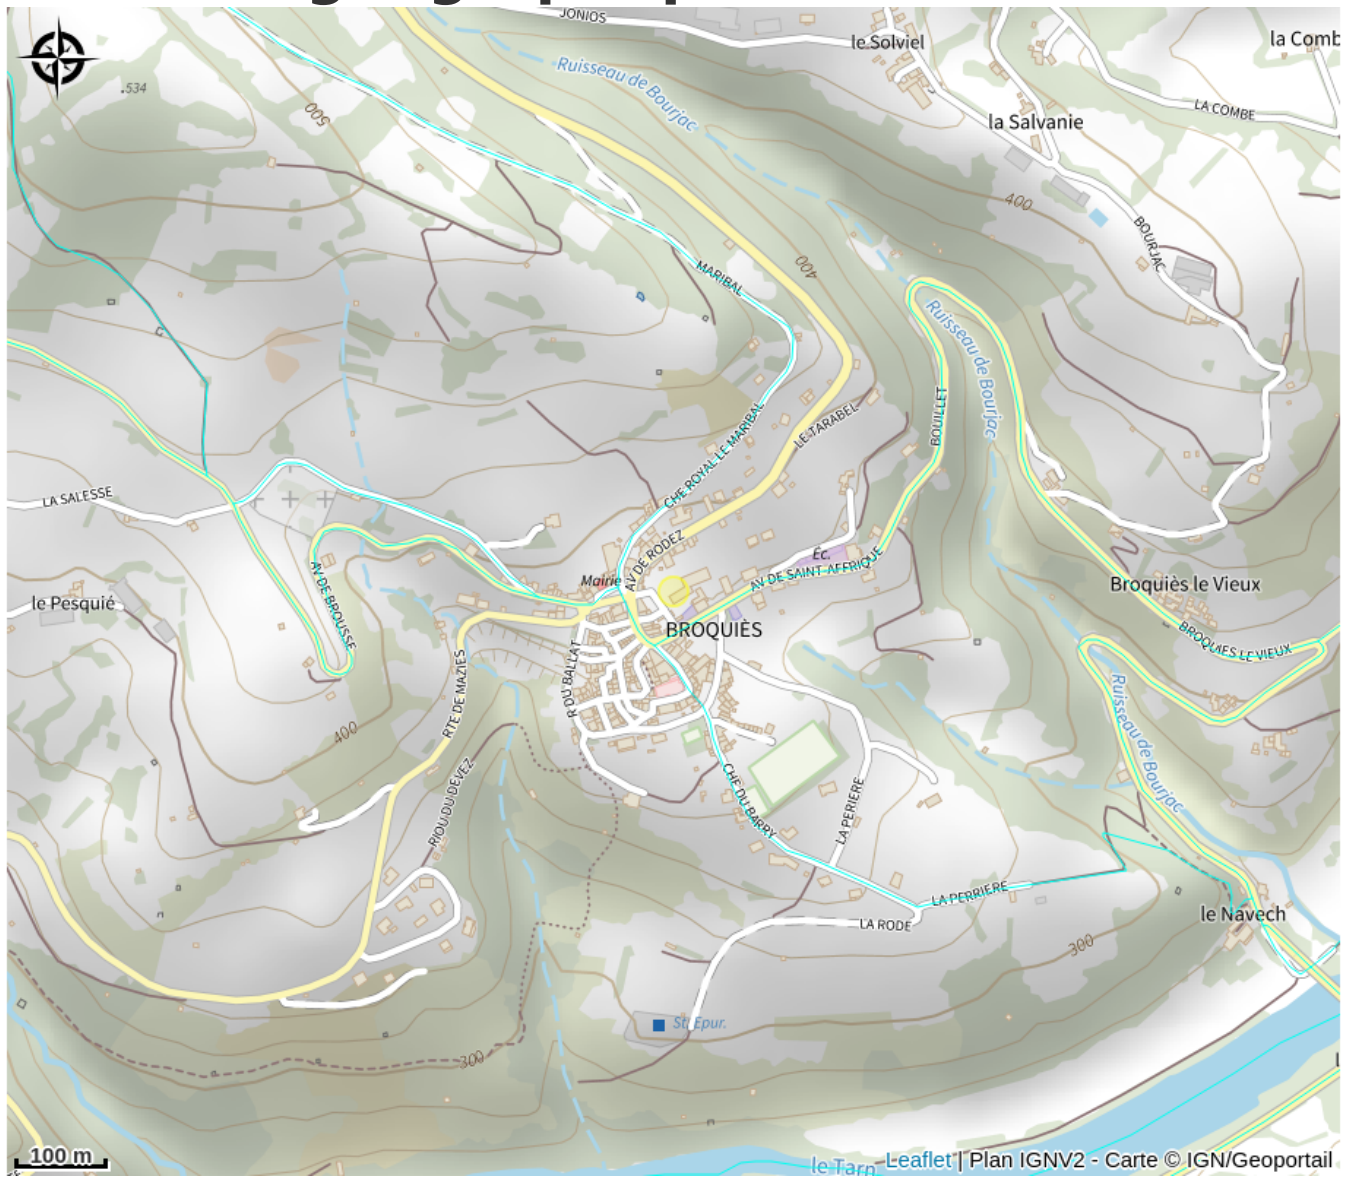 JONIOS
le Solviel
la Comb
.534
500
Ruisseau de Bourjac
LA COMBE
la Salvanie
400
BOURJAC
MARIBAL
400
Ruisseau de Bourjac
BOUILLET
LE TARABEL
CHE ROYAL LE MARIBAL
LA SALESSE
AV DE RODEZ
Éc.
AV DE SAINT-AFFRIQUE
Mairie
Broquiès le Vieux
le Pesquié
AV DE BROUSSE
BROQUIÈS
BROQUIES LE VIEUX
R DU BALLAT
RTE DE MAZIES
Ruisseau de Bourjac
400
RIOU DU DEVEZ
CHE DU BARRY
LA PERIERE
LA PERRIERE
LA RODE
le Navech
300
St. Epur.
300
100 m
le Tarn
Leaflet | Plan IGNV2 - Carte © IGN/Geoportail